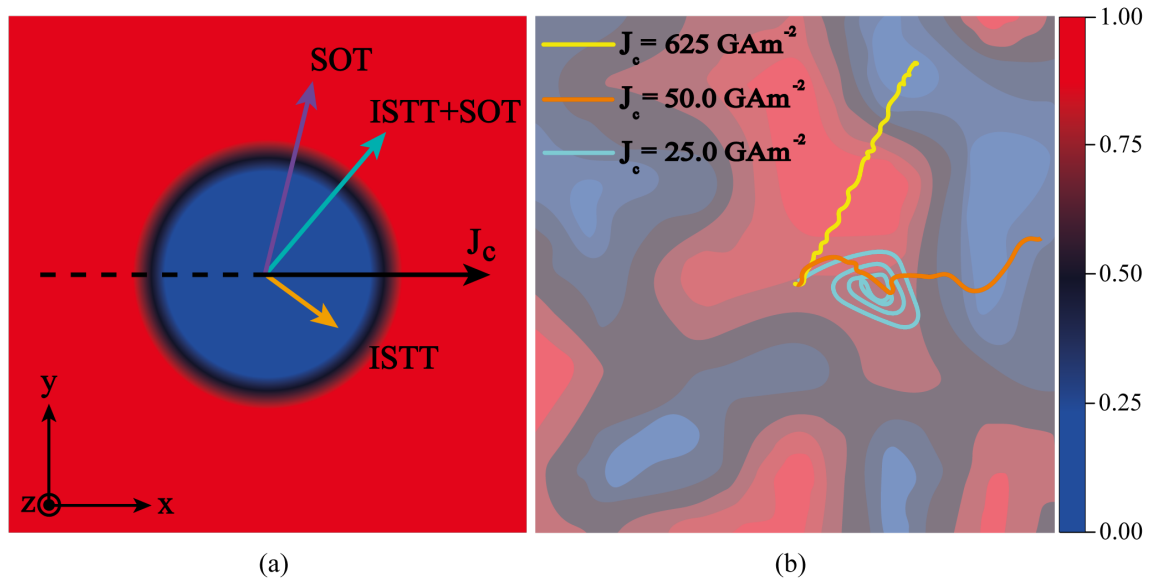 SOT
ISTT+SOT
J_c
ISTT
y
z
x
(a)
J_c = 625 GAm^-2
J_c = 50.0 GAm^-2
J_c = 25.0 GAm^-2
1.00
0.75
0.50
0.25
0.00
(b)